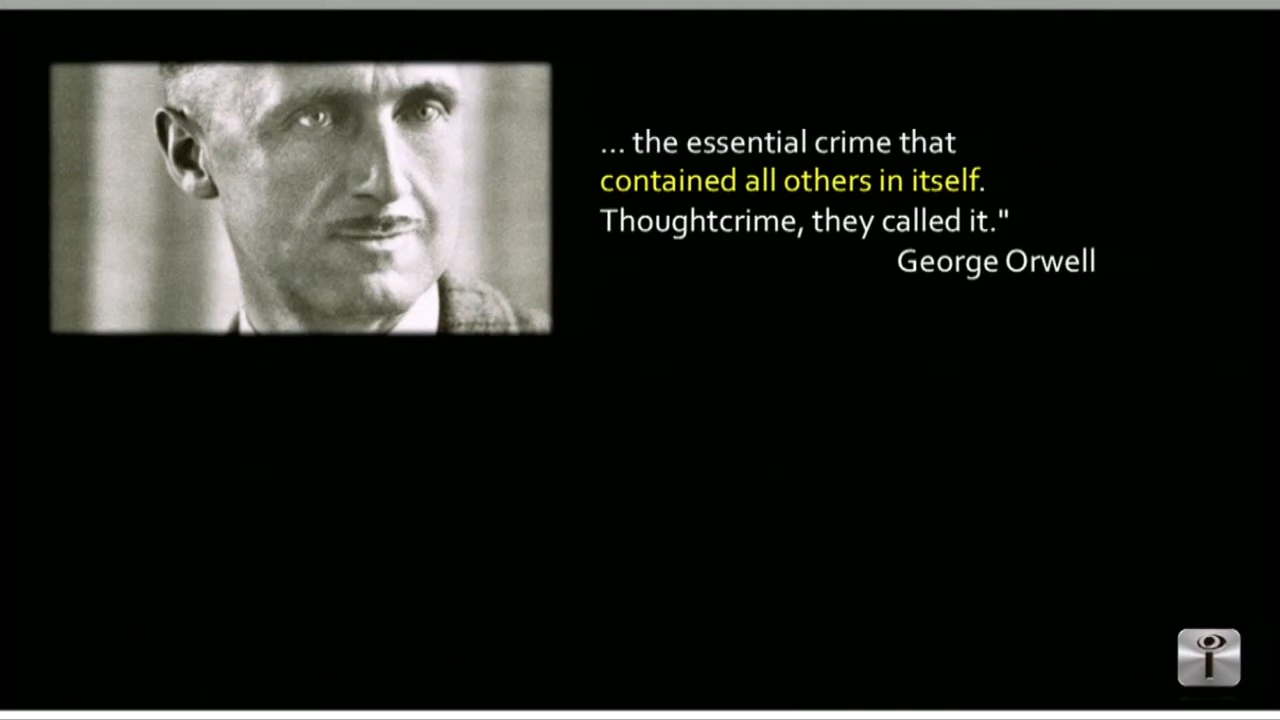 ... the essential crime that
contained all others in itself.
Thoughtcrime, they called it."
George Orwell